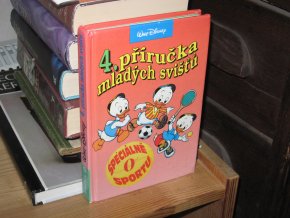 Walt Disney
4. příručka
mladých svišťů
SPECIÁLNĚ
O
SPORTU